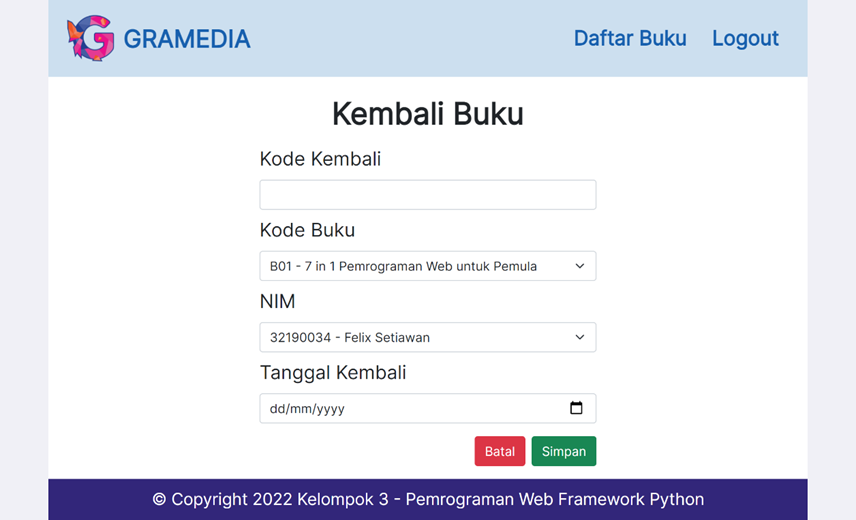 GRAMEDIA
Daftar Buku Logout
Kembali Buku
Kode Kembali
Kode Buku
B01 - 7 in 1 Pemrograman Web untuk Pemula
NIM
32190034 - Felix Setiawan
Tanggal Kembali
dd/mm/yyyy
Batal Simpan
© Copyright 2022 Kelompok 3 - Pemrograman Web Framework Python